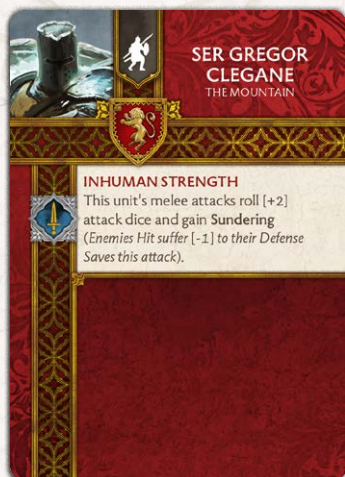 SER GREGOR
CLEGANE
THE MOUNTAIN
INHUMAN STRENGTH
This unit's melee attacks roll [+2]
attack dice and gain Sundering
(Enemies Hit suffer [-1] to their Defense
Saves this attack).